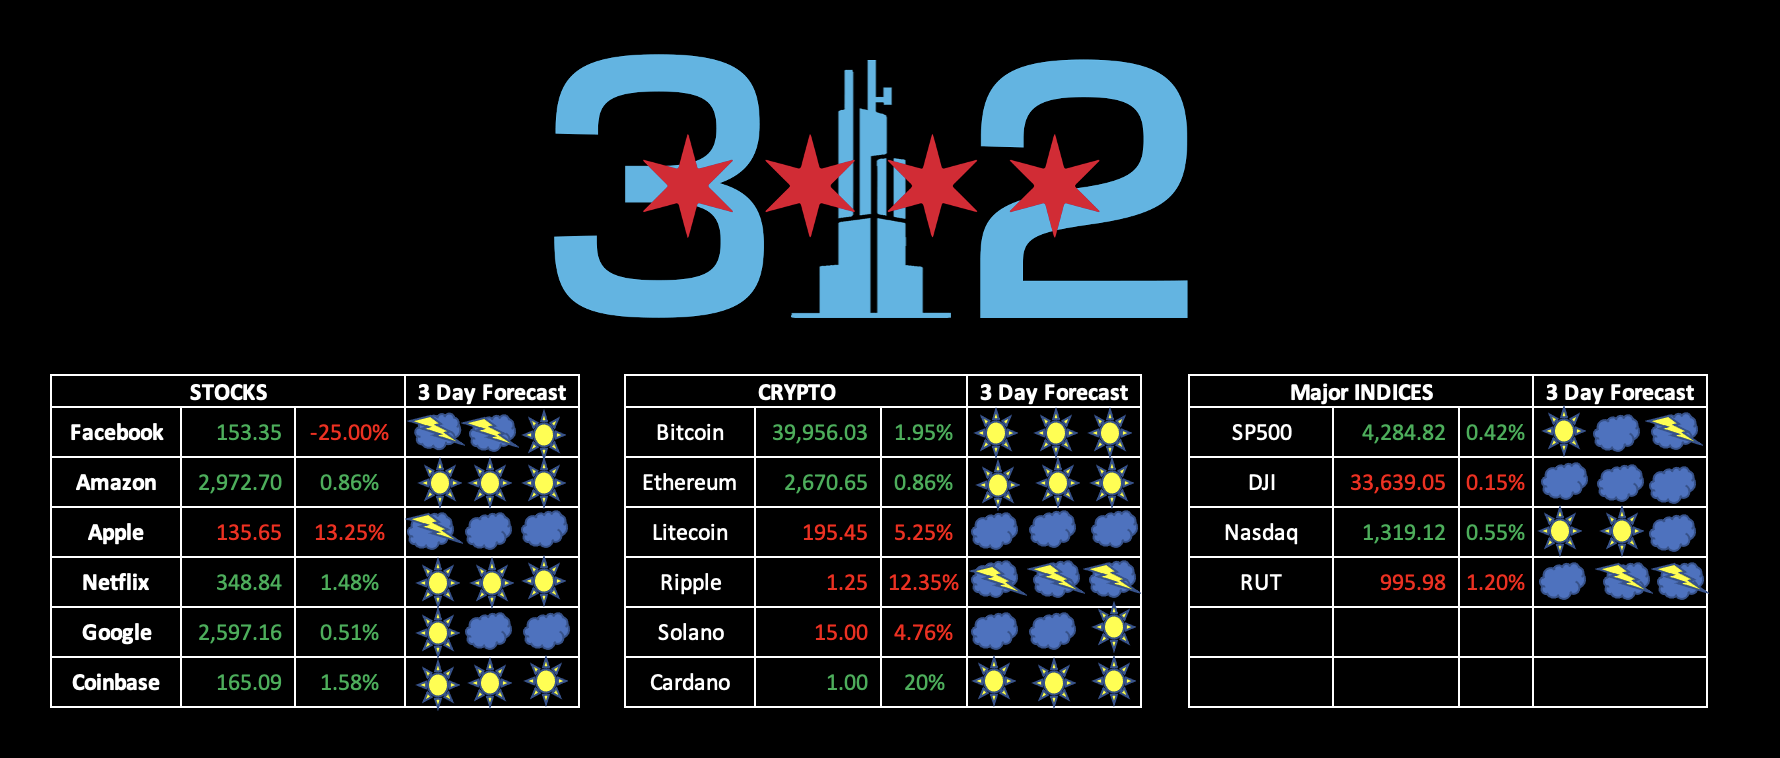 312
STOCKS 3 Day Forecast
Facebook 153.35 -25.00%
Amazon 2,972.70 0.86%
Apple 135.65 13.25%
Netflix 348.84 1.48%
Google 2,597.16 0.51%
Coinbase 165.09 1.58%
CRYPTO 3 Day Forecast
Bitcoin 39,956.03 1.95%
Ethereum 2,670.65 0.86%
Litecoin 195.45 5.25%
Ripple 1.25 12.35%
Solano 15.00 4.76%
Cardano 1.00 20%
Major INDICES 3 Day Forecast
SP500 4,284.82 0.42%
DJI 33,639.05 0.15%
Nasdaq 1,319.12 0.55%
RUT 995.98 1.20%